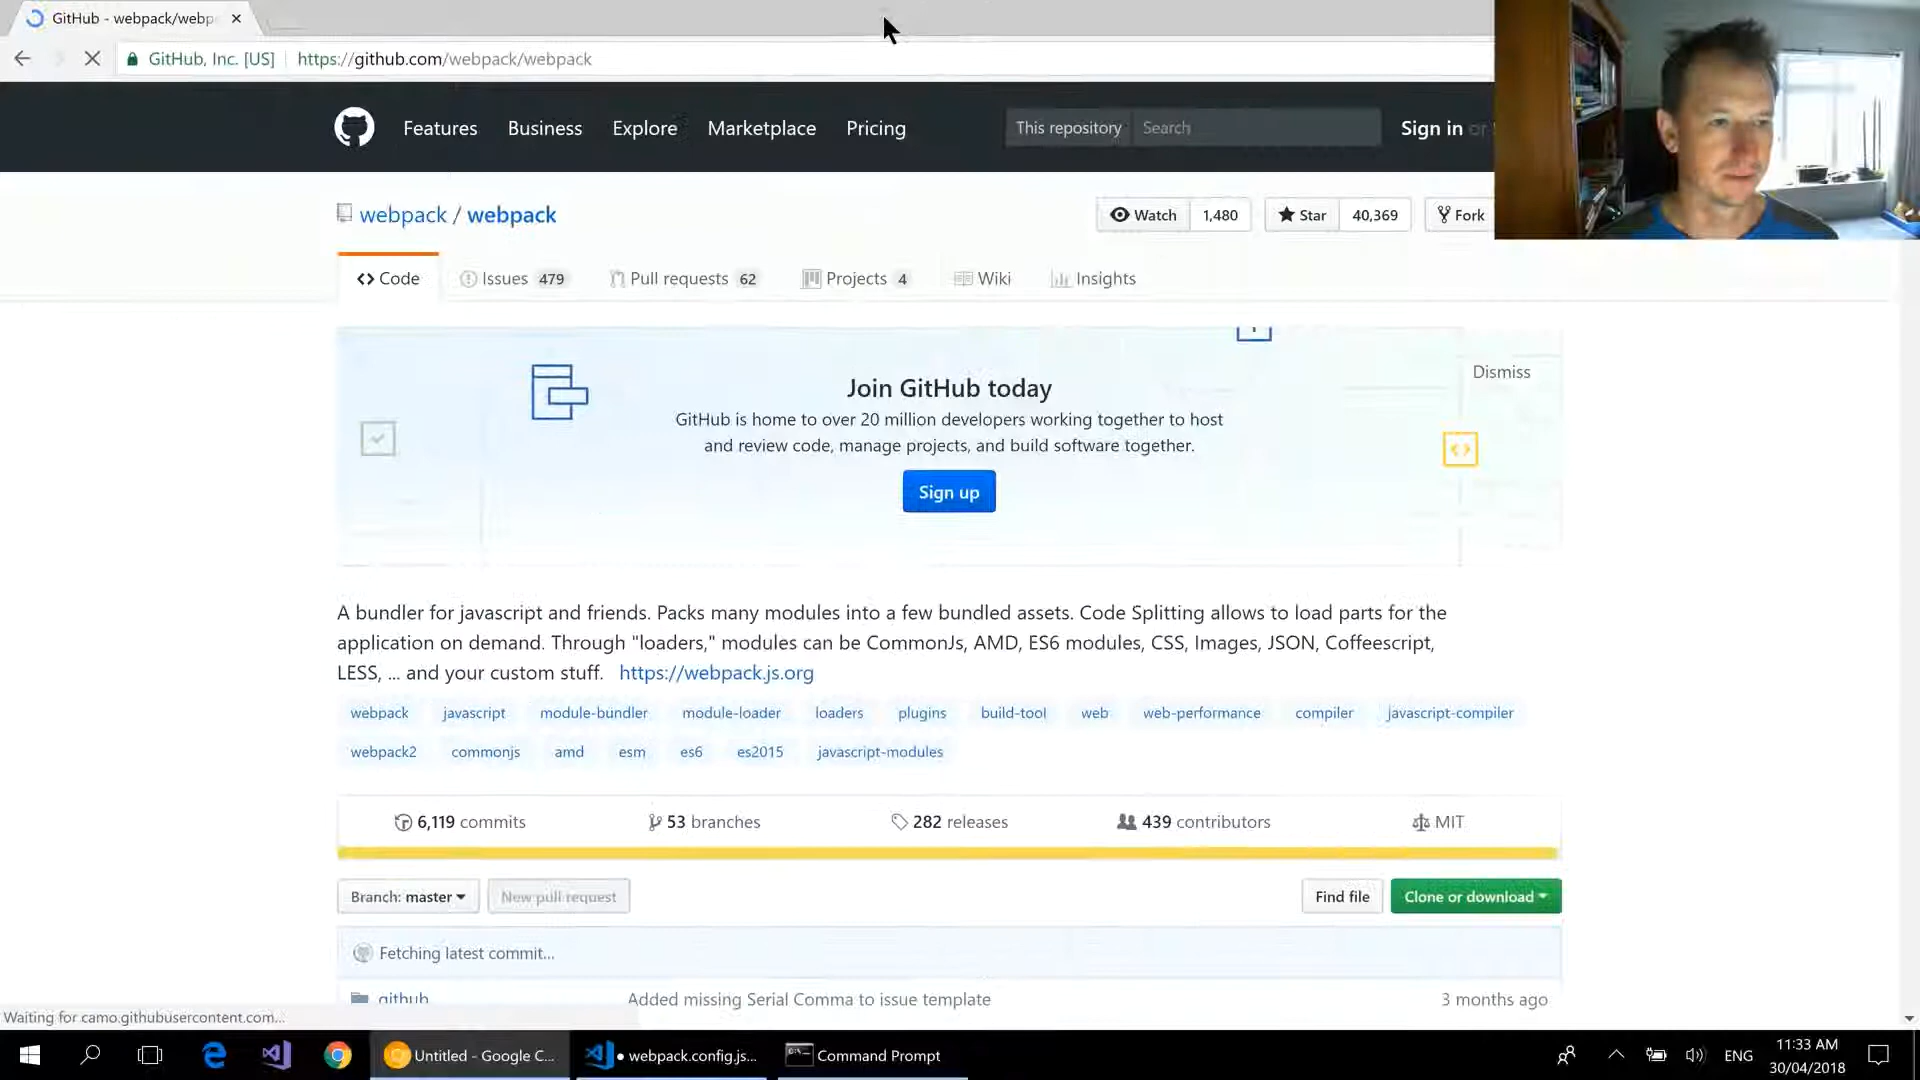 GitHub - webpack/webp
GitHub, Inc. [US]
https://github.com/webpack/webpack
Features
Business
Explore
Marketplace
Pricing
This repository
Search
Sign in or
webpack / webpack
Watch 1,480
Star 40,369
Fork
Code
Issues 479
Pull requests 62
Projects 4
Wiki
Insights
Join GitHub today
Dismiss
GitHub is home to over 20 million developers working together to host
and review code, manage projects, and build software together.
Sign up
A bundler for javascript and friends. Packs many modules into a few bundled assets. Code Splitting allows to load parts for the
application on demand. Through "loaders," modules can be CommonJs, AMD, ES6 modules, CSS, Images, JSON, Coffeescript,
LESS, ... and your custom stuff. https://webpack.js.org
webpack javascript module-bundler module-loader loaders plugins build-tool web web-performance compiler javascript-compiler
webpack2 commonjs amd esm es6 es2015 javascript-modules
6,119 commits
53 branches
282 releases
439 contributors
MIT
Branch: master
New pull request
Find file
Clone or download
Fetching latest commit...
github
Added missing Serial Comma to issue template
3 months ago
Waiting for camo.githubusercontent.com...
Untitled - Google C...
● webpack.config.js...
Command Prompt
ENG
11:33 AM
30/04/2018